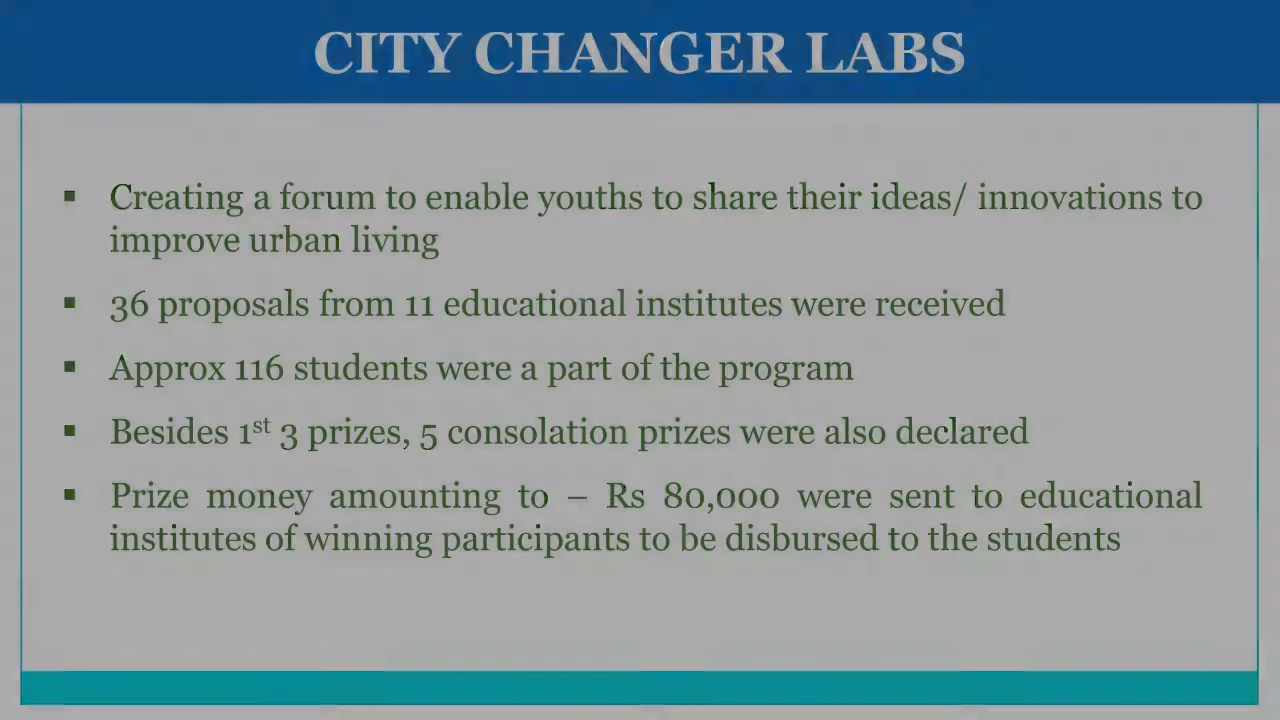 CITY CHANGER LABS
▪ Creating a forum to enable youths to share their ideas/ innovations to
improve urban living
▪ 36 proposals from 11 educational institutes were received
▪ Approx 116 students were a part of the program
▪ Besides 1st 3 prizes, 5 consolation prizes were also declared
▪ Prize money amounting to – Rs 80,000 were sent to educational
institutes of winning participants to be disbursed to the students